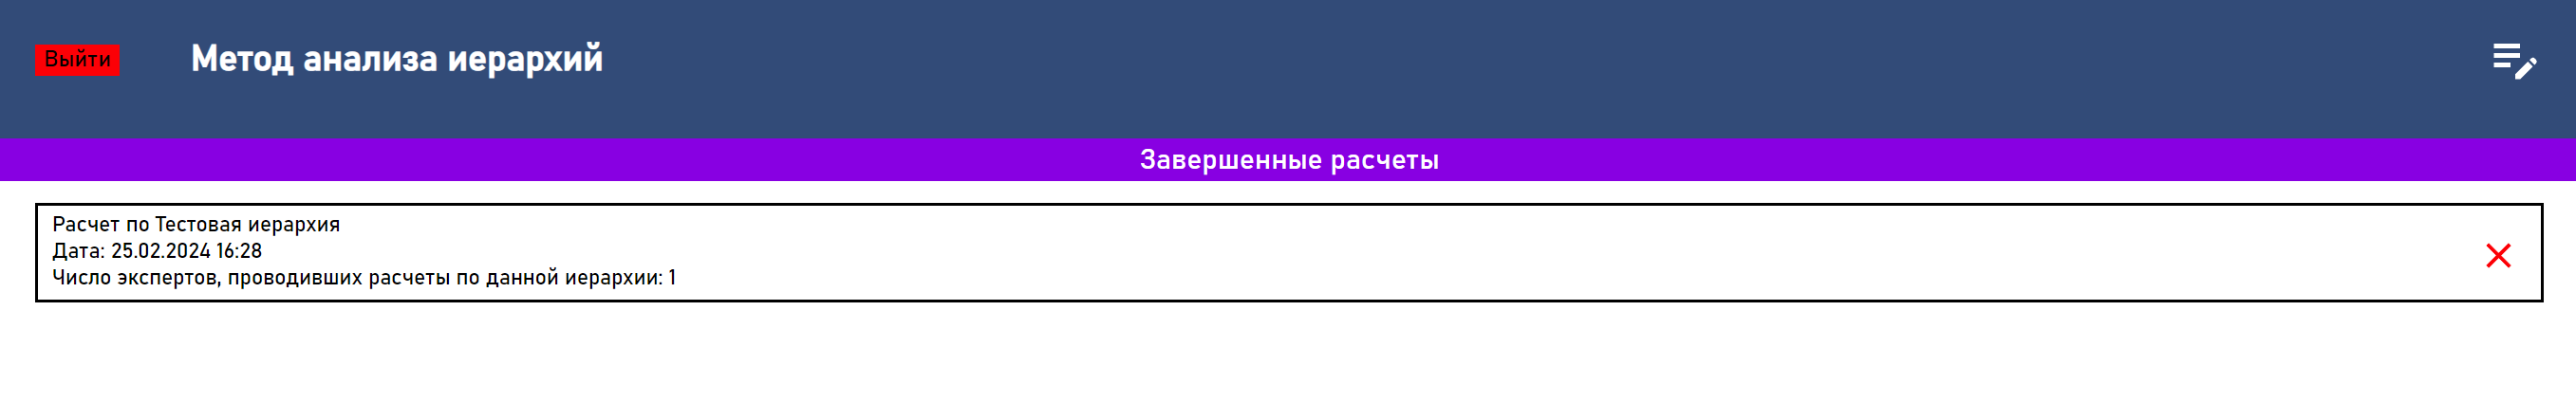 Выйти
Метод анализа иерархий
Завершенные расчеты
Расчет по Тестовая иерархия
Дата: 25.02.2024 16:28
Число экспертов, проводивших расчеты по данной иерархии: 1